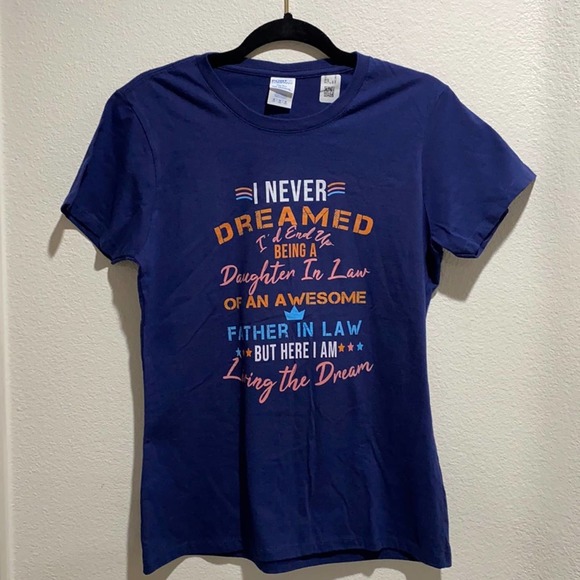 I NEVER
DREAMED
I'd End Up
BEING A
Daughter In Law
OF AN AWESOME
FATHER IN LAW
BUT HERE I AM
Living the Dream